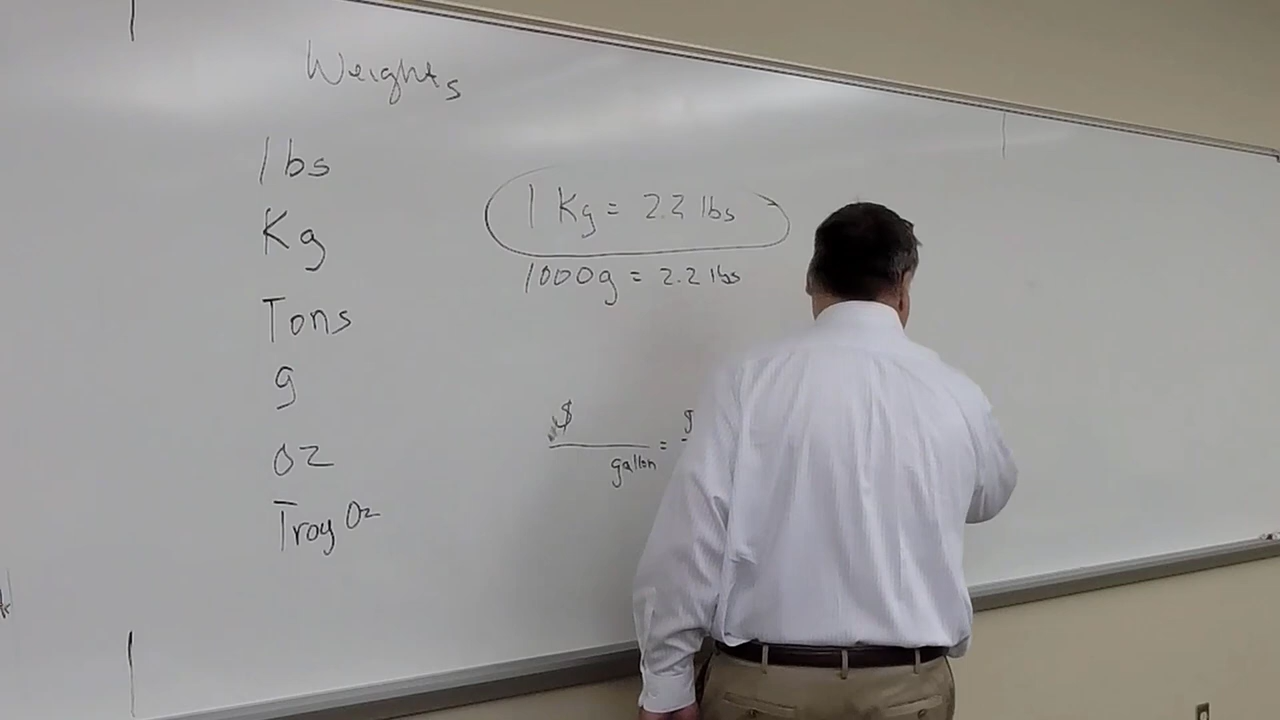 Weights
lbs
Kg
Tons
g
oz
Troy Oz
1 Kg = 2.2 lbs
1000g = 2.2 lbs
$ = g
gallon